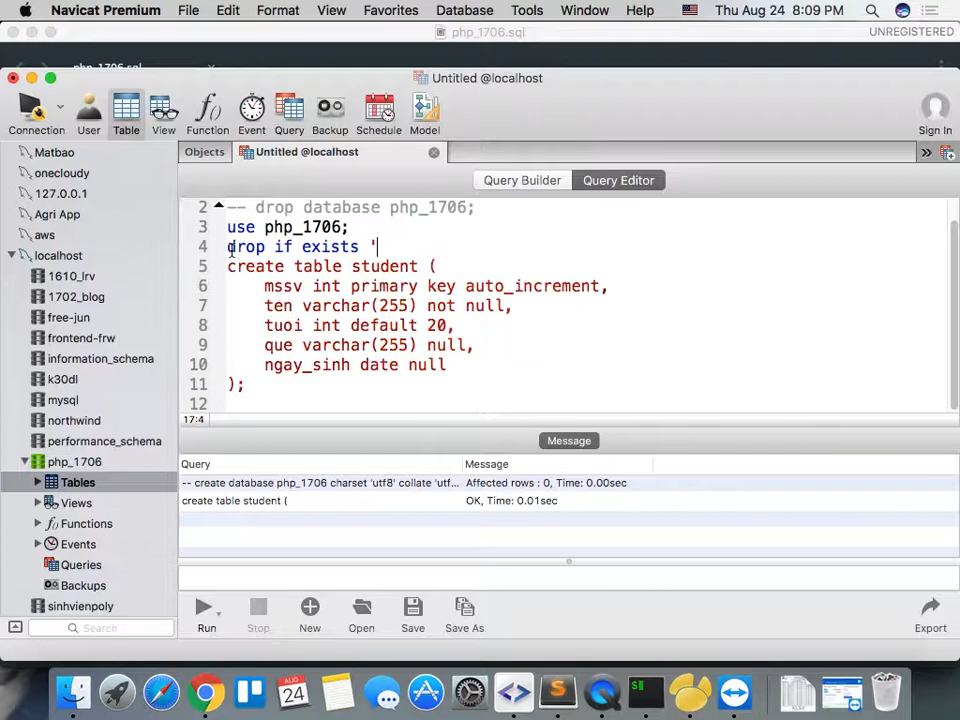 Navicat Premium File Edit Format View Favorites Database Tools Window Help Thu Aug 24 8:09 PM
php_1706.sql UNREGISTERED
php_1706.sql
Untitled @localhost
Connection User Table View Function Event Query Backup Schedule Model Sign In
Objects Untitled @localhost
Query Builder Query Editor
Matbao
onecloudy
127.0.0.1
Agri App
aws
localhost
1610_lrv
1702_blog
free-jun
frontend-frw
information_schema
k30dl
mysql
northwind
performance_schema
php_1706
Tables
Views
Functions
Events
Queries
Backups
sinhvienpoly
Search
2 -- drop database php_1706;
3 use php_1706;
4 drop if exists '
5 create table student (
6 mssv int primary key auto_increment,
7 ten varchar(255) not null,
8 tuoi int default 20,
9 que varchar(255) null,
10 ngay_sinh date null
11 );
12
17:4
Message
Query Message
-- create database php_1706 charset 'utf8' collate 'utf... Affected rows : 0, Time: 0.00sec
create table student ( OK, Time: 0.01sec
Run Stop New Open Save Save As Export
AUG
24